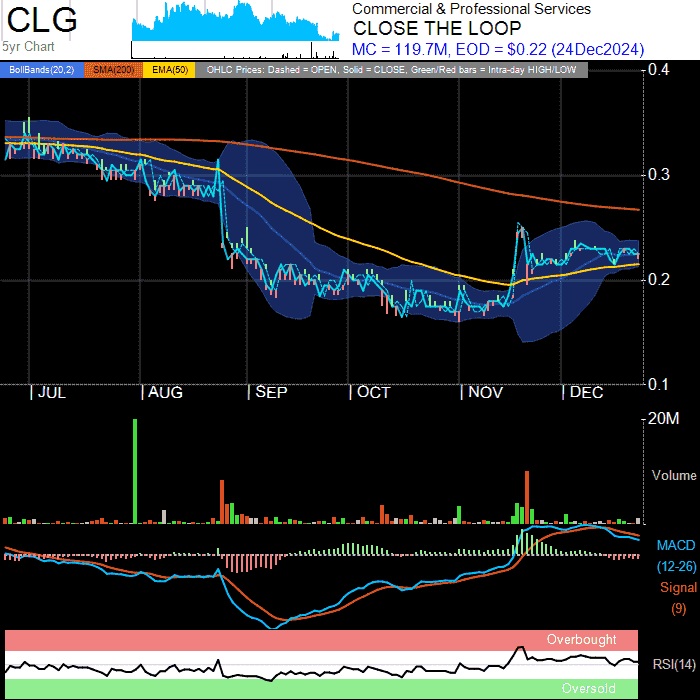 CLG
5yr Chart
Commercial & Professional Services
CLOSE THE LOOP
MC = 119.7M, EOD = $0.22 (24Dec2024)
BollBands(20,2) SMA(200) EMA(50) OHLC Prices: Dashed = OPEN, Solid = CLOSE, Green/Red bars = Intra-day HIGH/LOW
0.4
0.3
0.2
0.1
JUL AUG SEP OCT NOV DEC
20M
Volume
MACD
(12-26)
Signal
(9)
Overbought
RSI(14)
Oversold